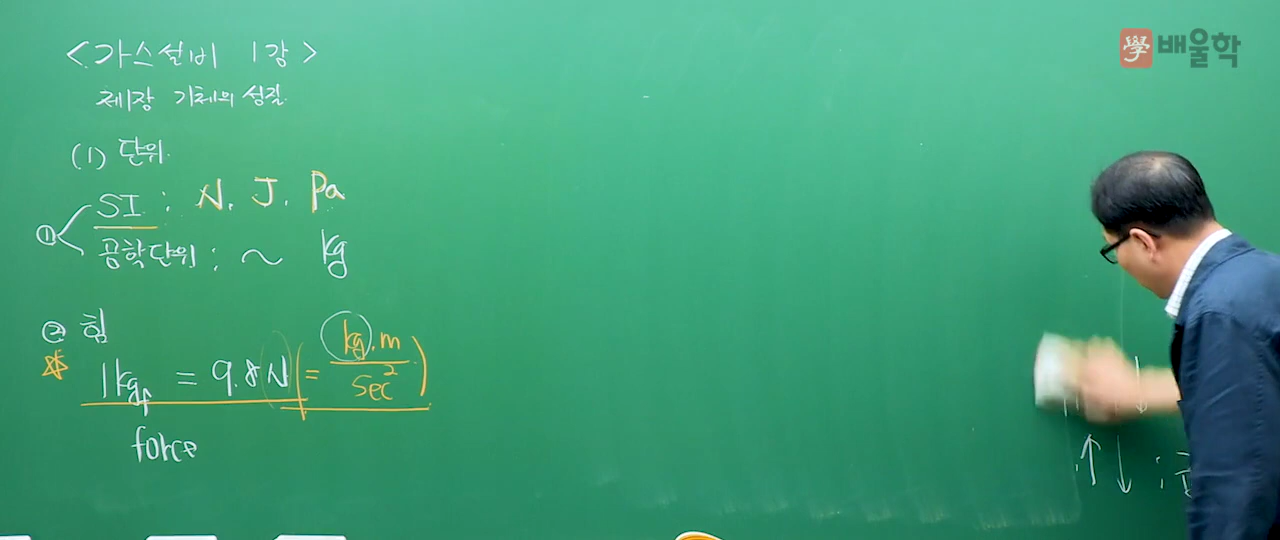 <가스설비 1강>
제1장 기체의 성질
(1) 단위
① SI : N. J. Pa
공학단위 : ~ kg
② 힘
1kgf = 9.8N (= kg.m / sec²)
force
學 배울학